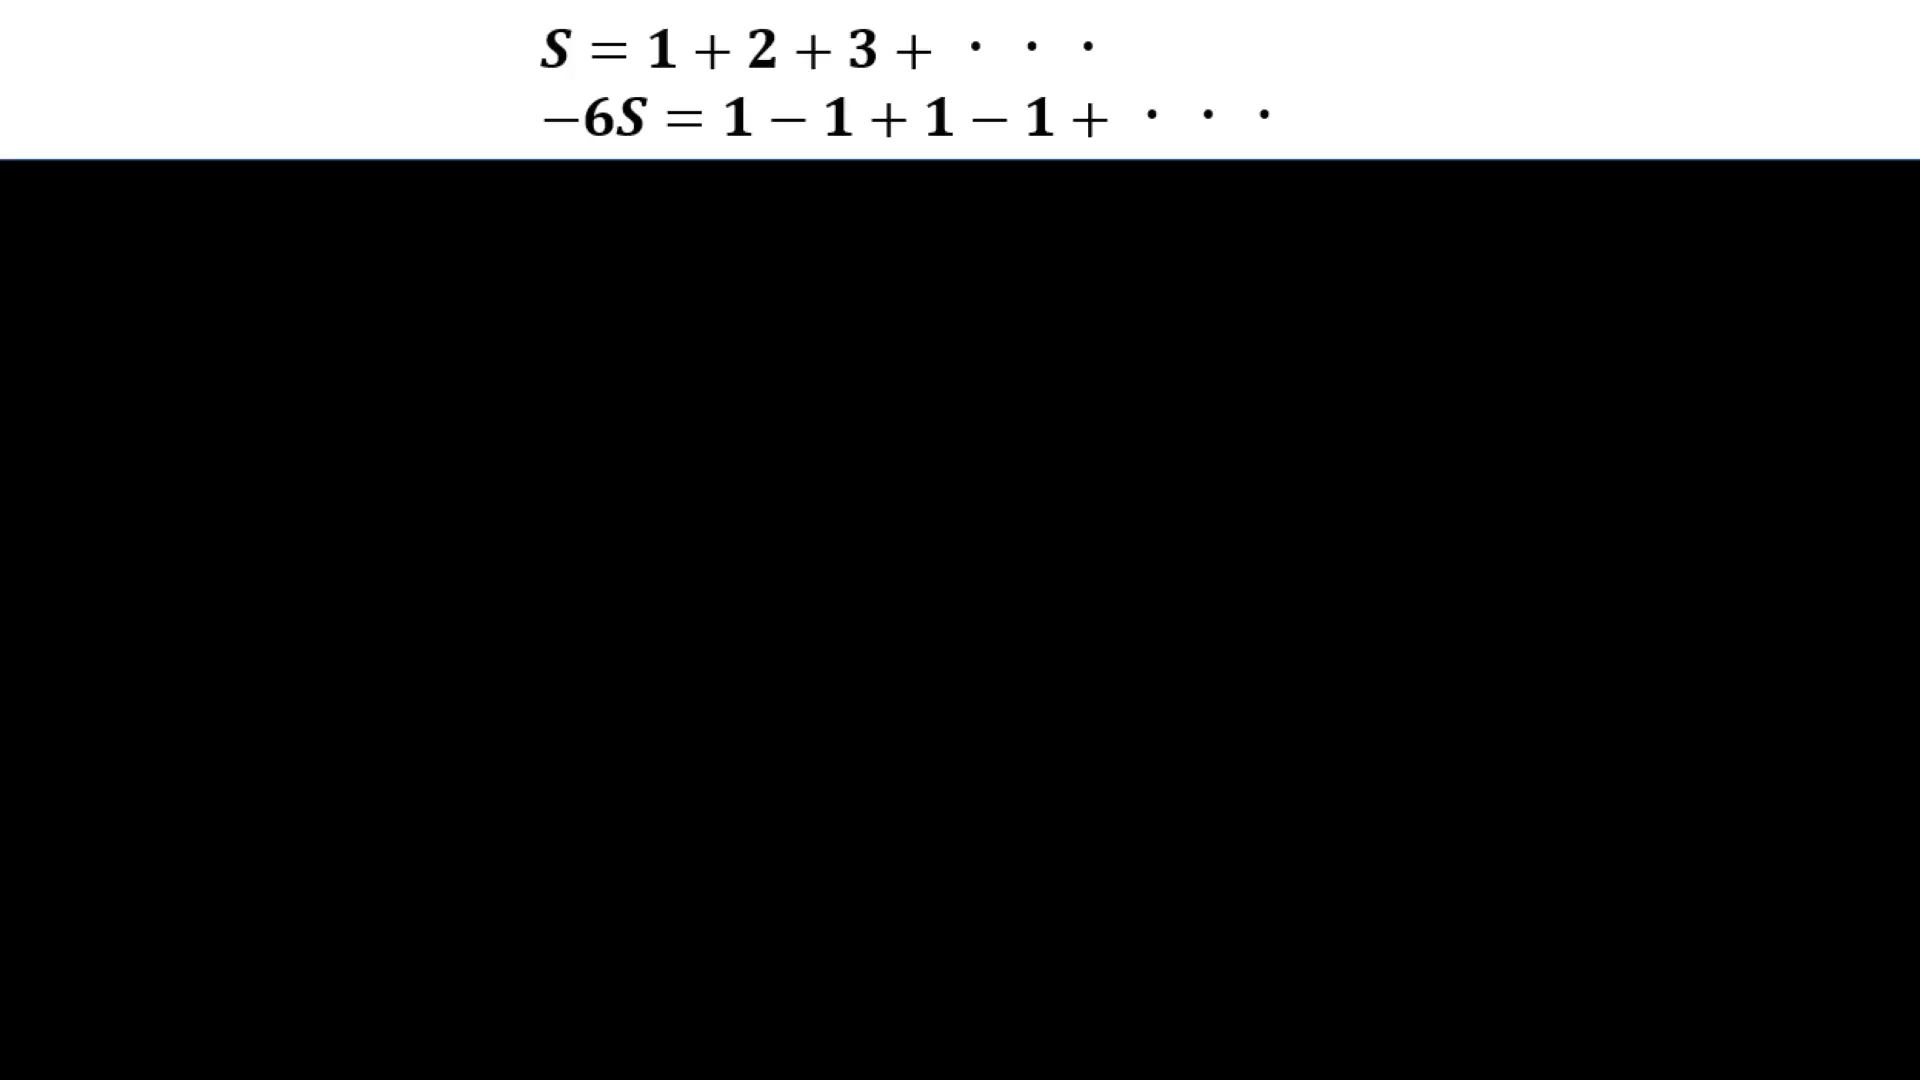 S = 1 + 2 + 3 + · · ·
−6S = 1 − 1 + 1 − 1 + · · ·